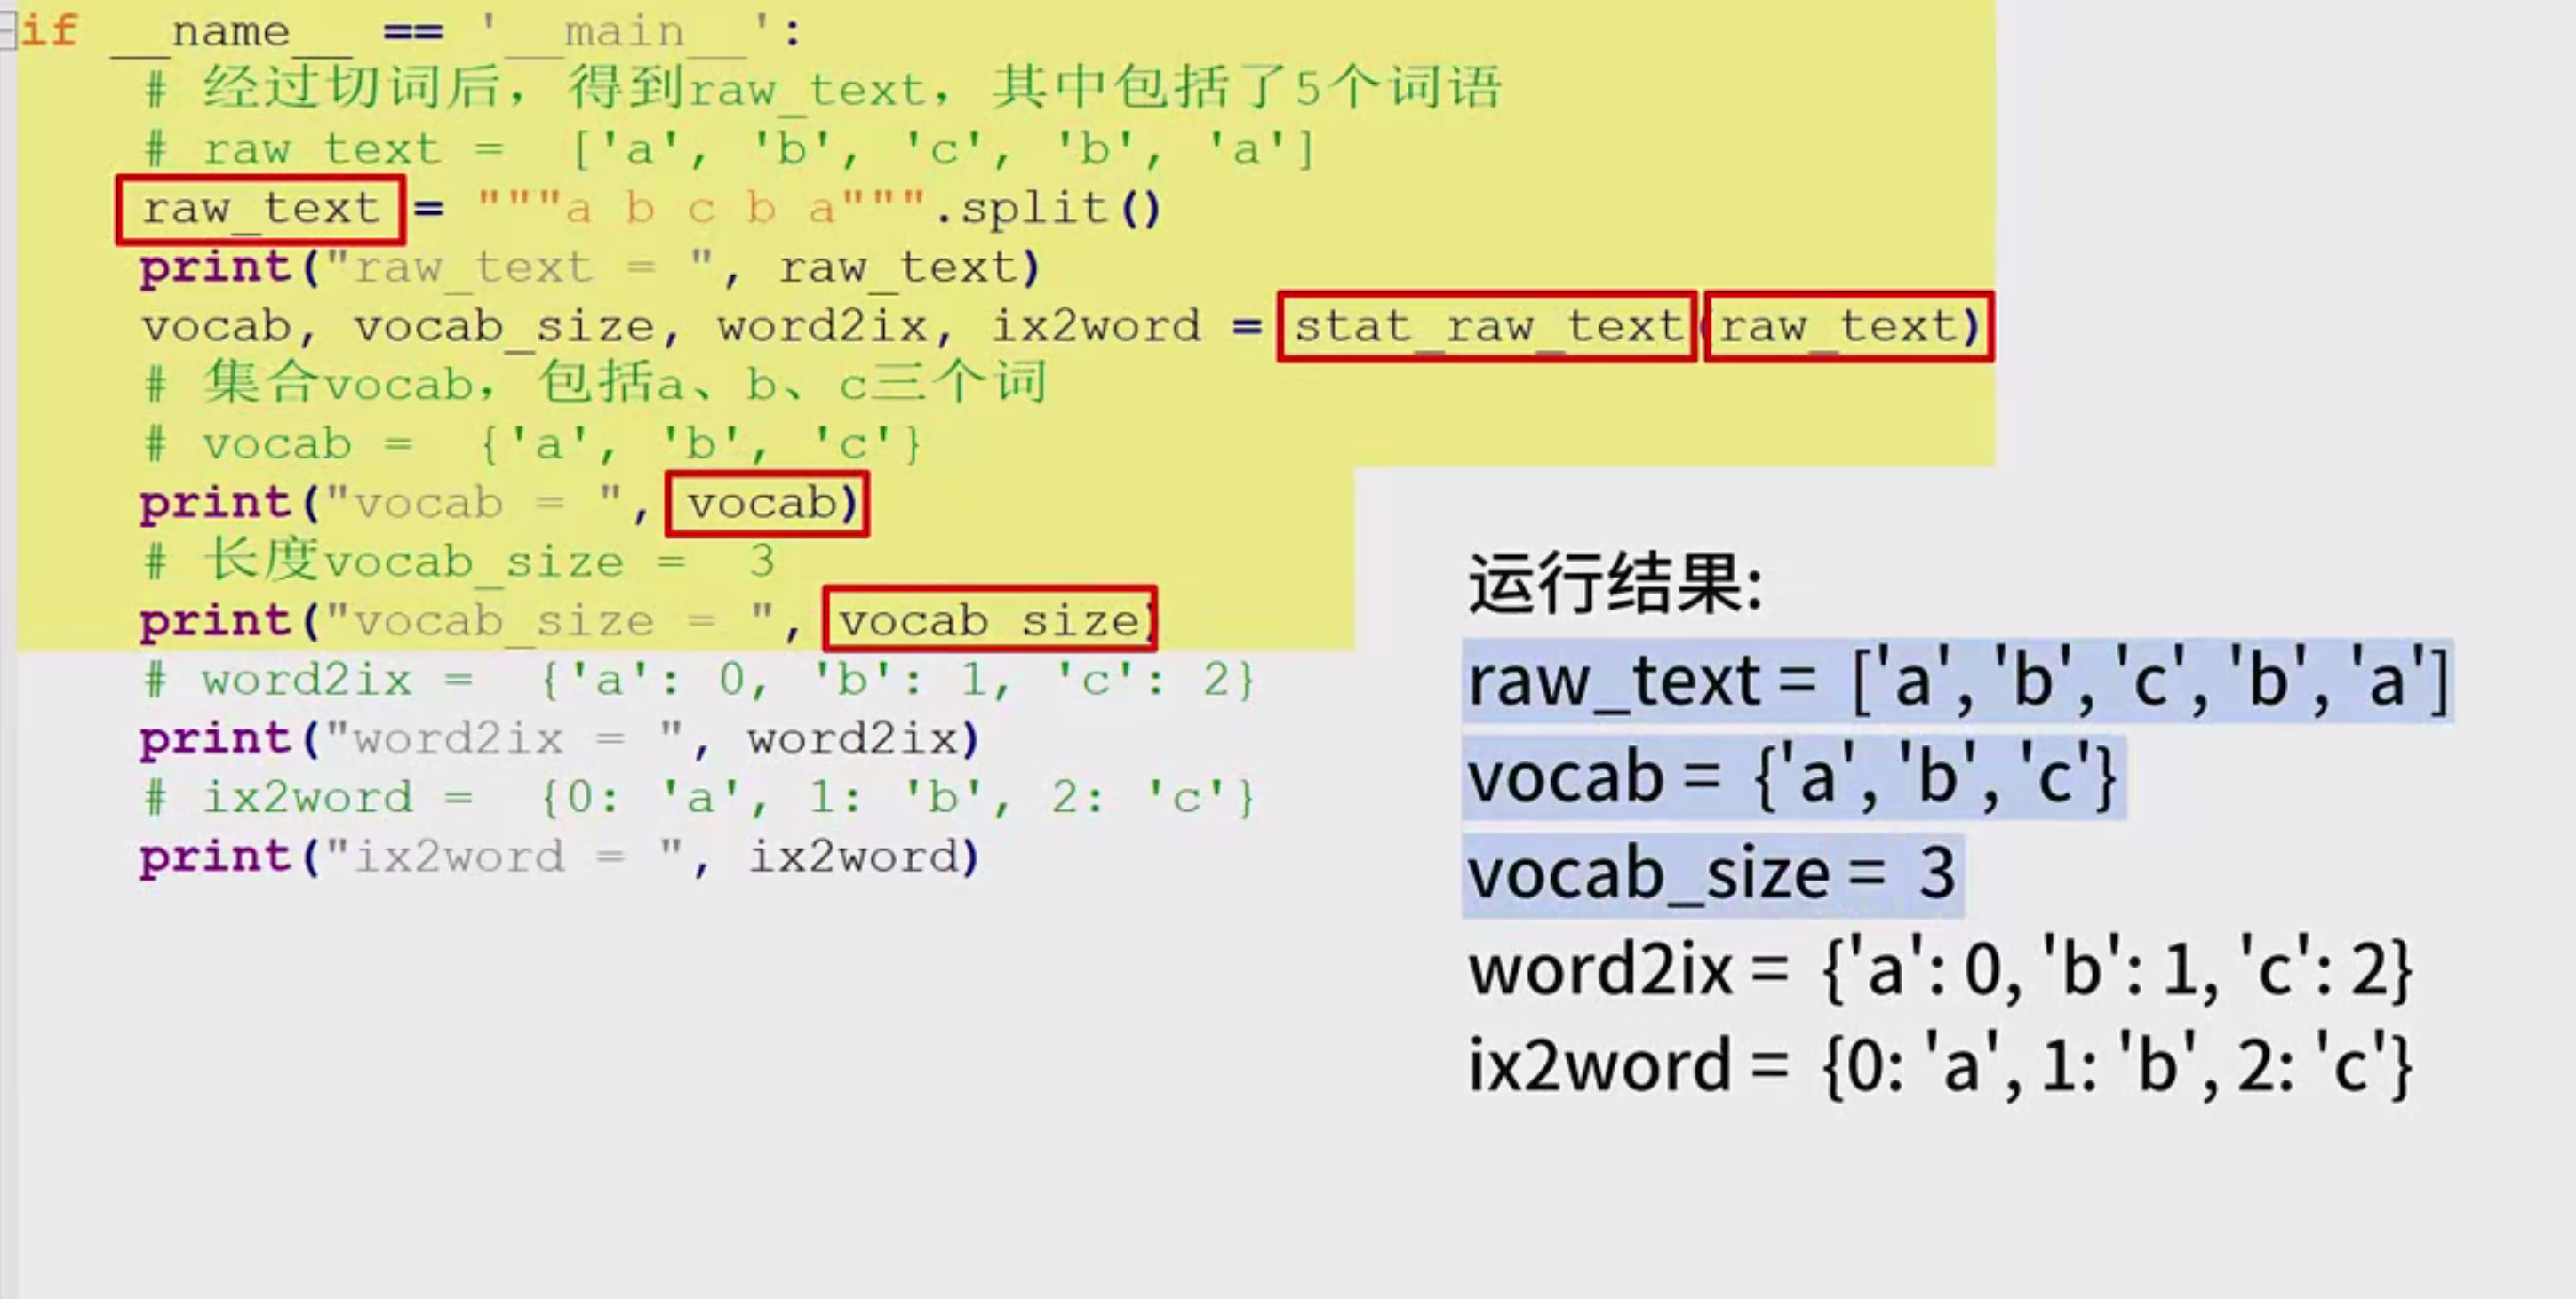 if __name__ == '__main__':
# 经过切词后，得到raw_text，其中包括了5个词语
# raw text =  ['a', 'b', 'c', 'b', 'a']
raw_text = """a b c b a""".split()
print("raw_text = ", raw_text)
vocab, vocab_size, word2ix, ix2word = stat_raw_text(raw_text)
# 集合vocab，包括a、b、c三个词
# vocab =  {'a', 'b', 'c'}
print("vocab = ", vocab)
# 长度vocab_size =  3
print("vocab_size = ", vocab size)
# word2ix =  {'a': 0, 'b': 1, 'c': 2}
print("word2ix = ", word2ix)
# ix2word =  {0: 'a', 1: 'b', 2: 'c'}
print("ix2word = ", ix2word)
运行结果:
raw_text =  ['a', 'b', 'c', 'b', 'a']
vocab =  {'a', 'b', 'c'}
vocab_size =  3
word2ix =  {'a': 0, 'b': 1, 'c': 2}
ix2word =  {0: 'a', 1: 'b', 2: 'c'}